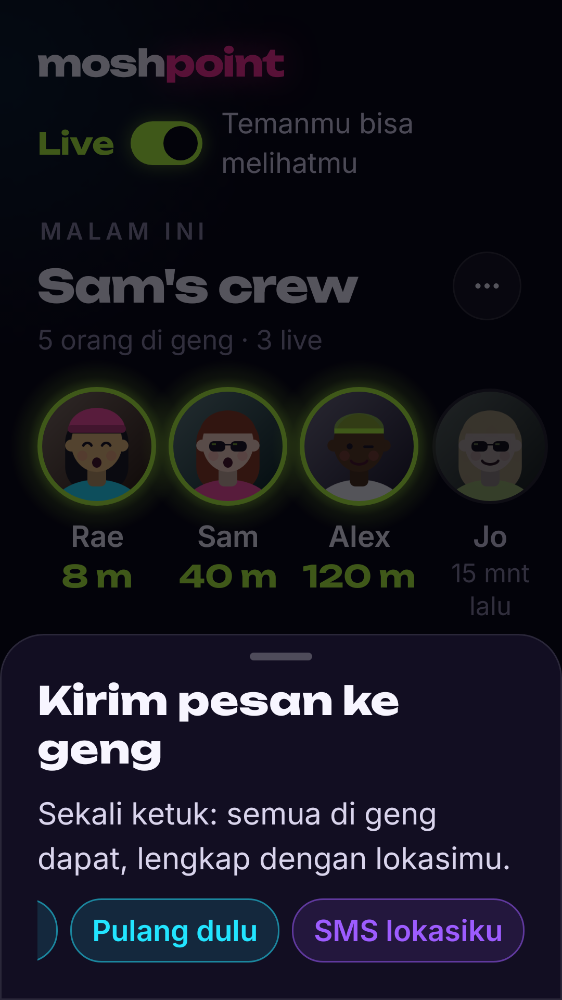 moshpoint
Live
Temanmu bisa
melihatmu
MALAM INI
Sam's crew
5 orang di geng · 3 live
Rae
Sam
Alex
Jo
8 m
40 m
120 m
15 mnt
lalu
Kirim pesan ke
geng
Sekali ketuk: semua di geng
dapat, lengkap dengan lokasimu.
Pulang dulu
SMS lokasiku